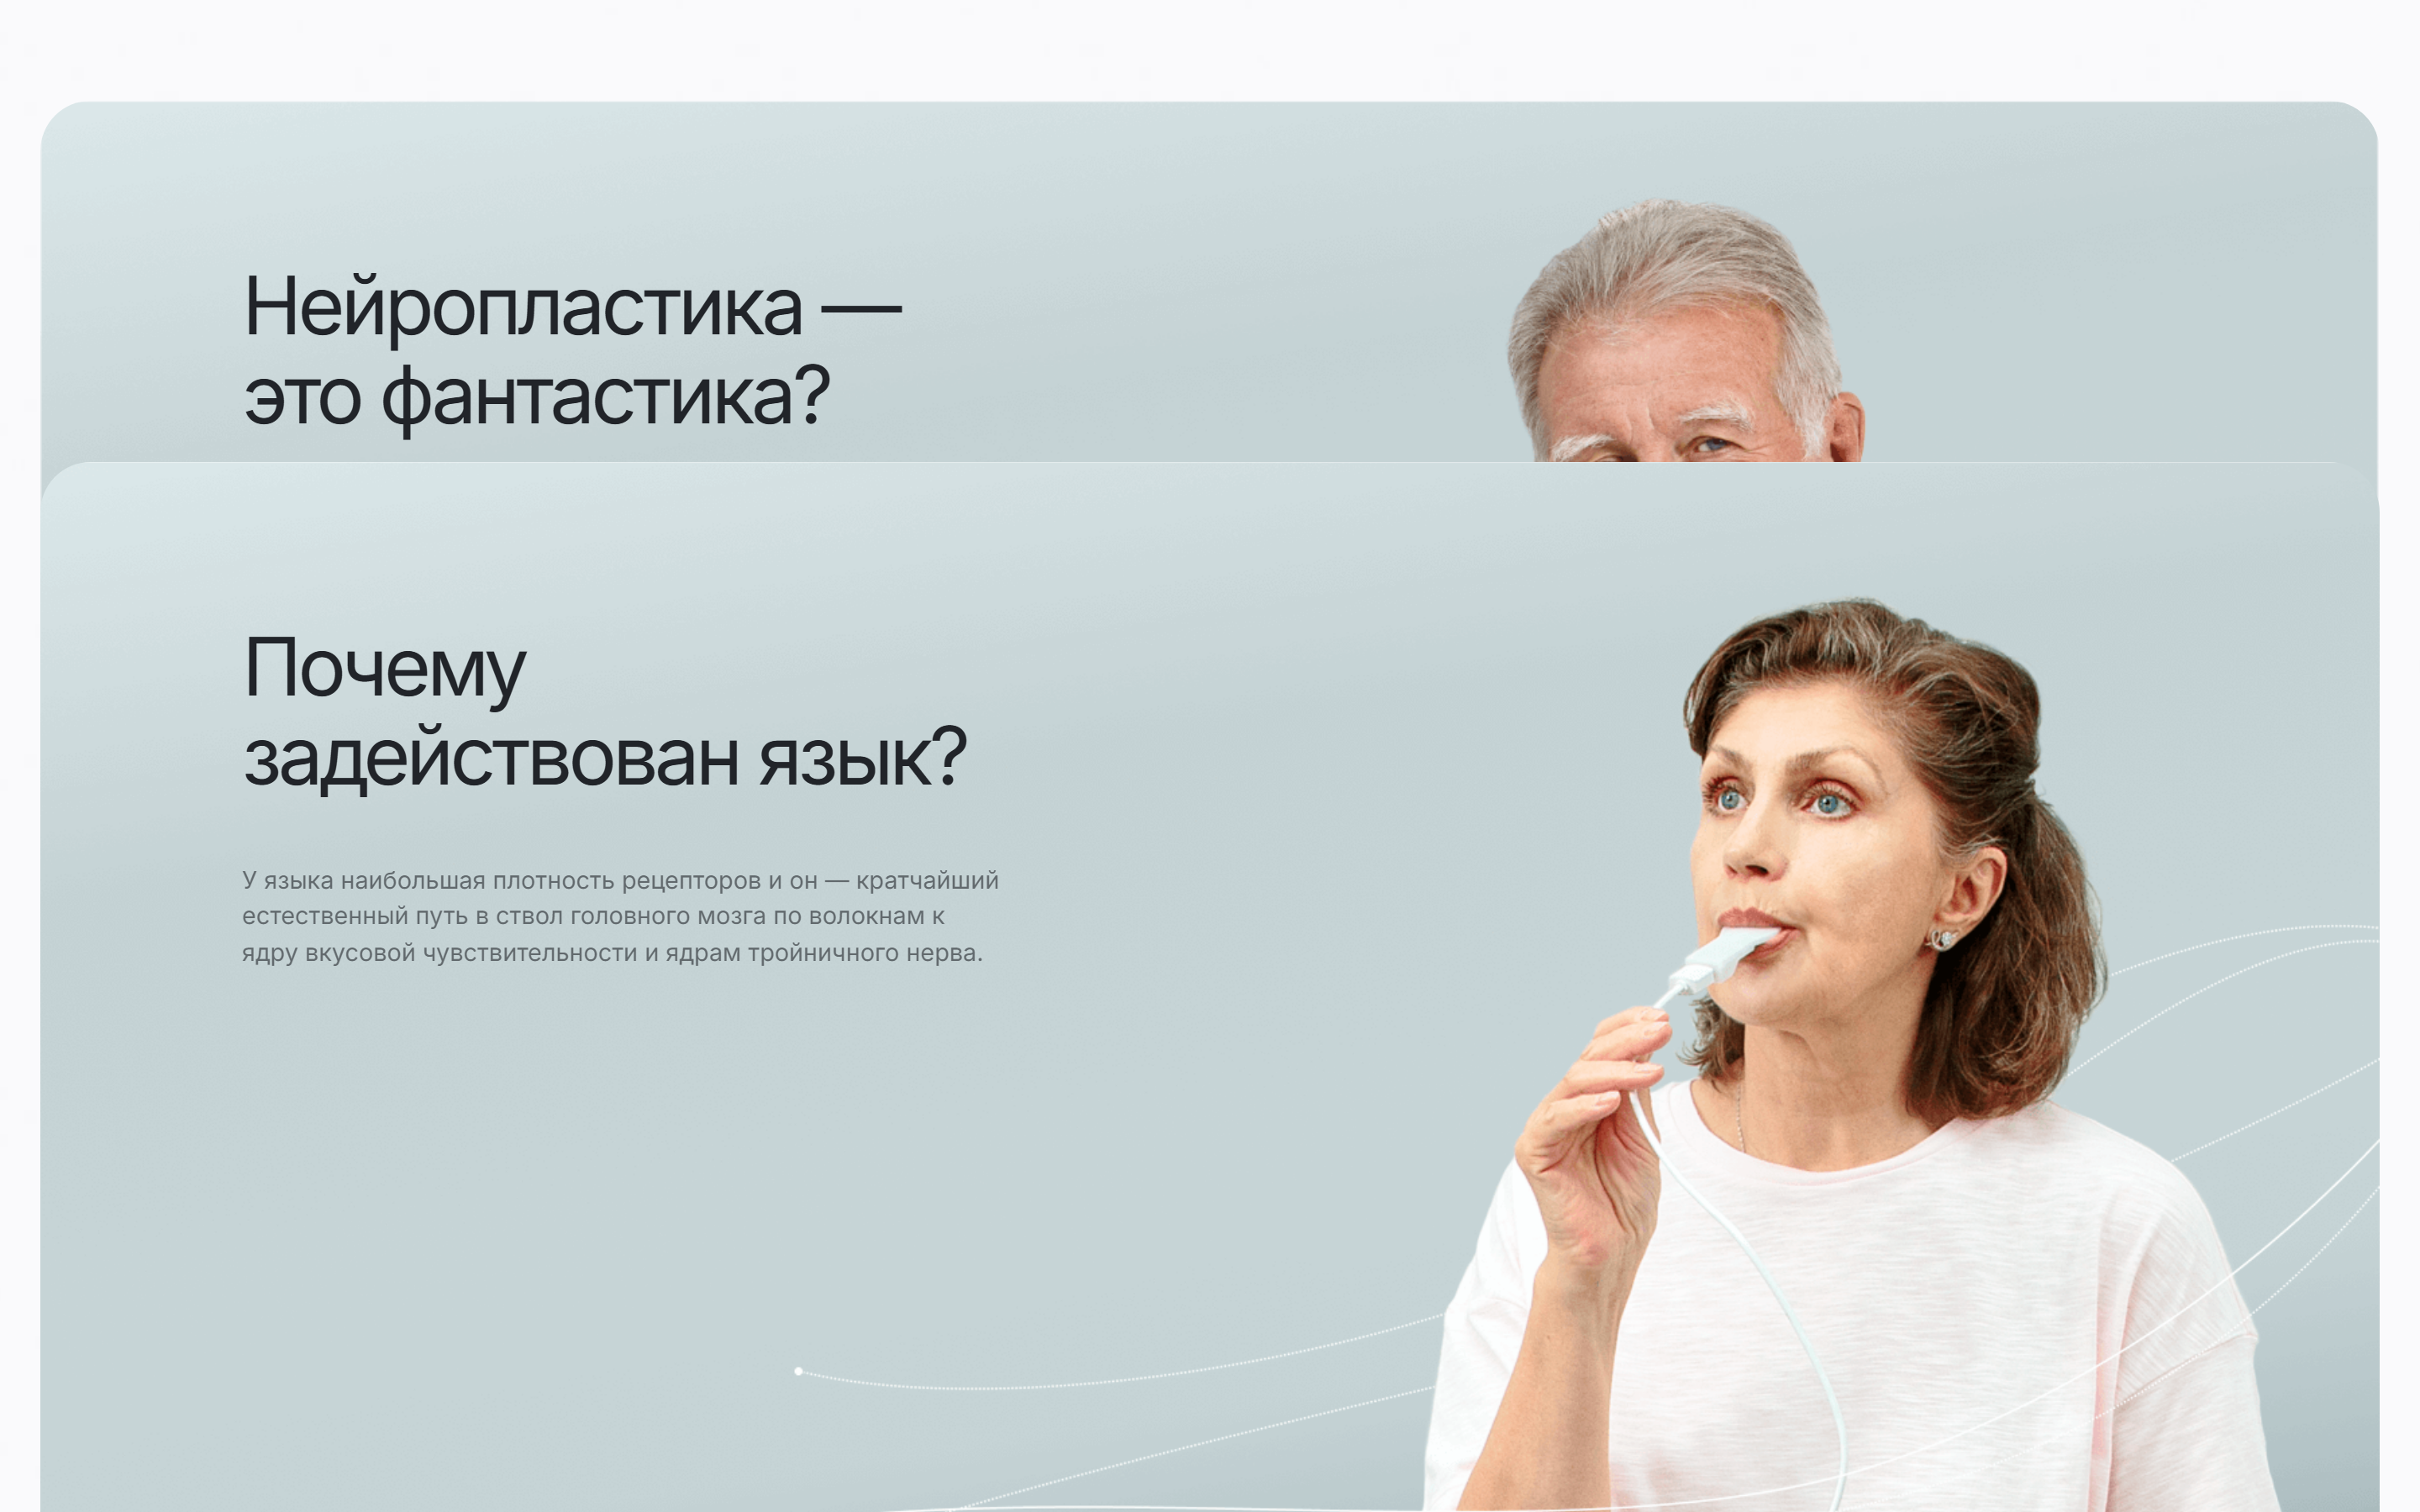 Нейропластика —
это фантастика?
Почему
задействован язык?
У языка наибольшая плотность рецепторов и он — кратчайший
естественный путь в ствол головного мозга по волокнам к
ядру вкусовой чувствительности и ядрам тройничного нерва.